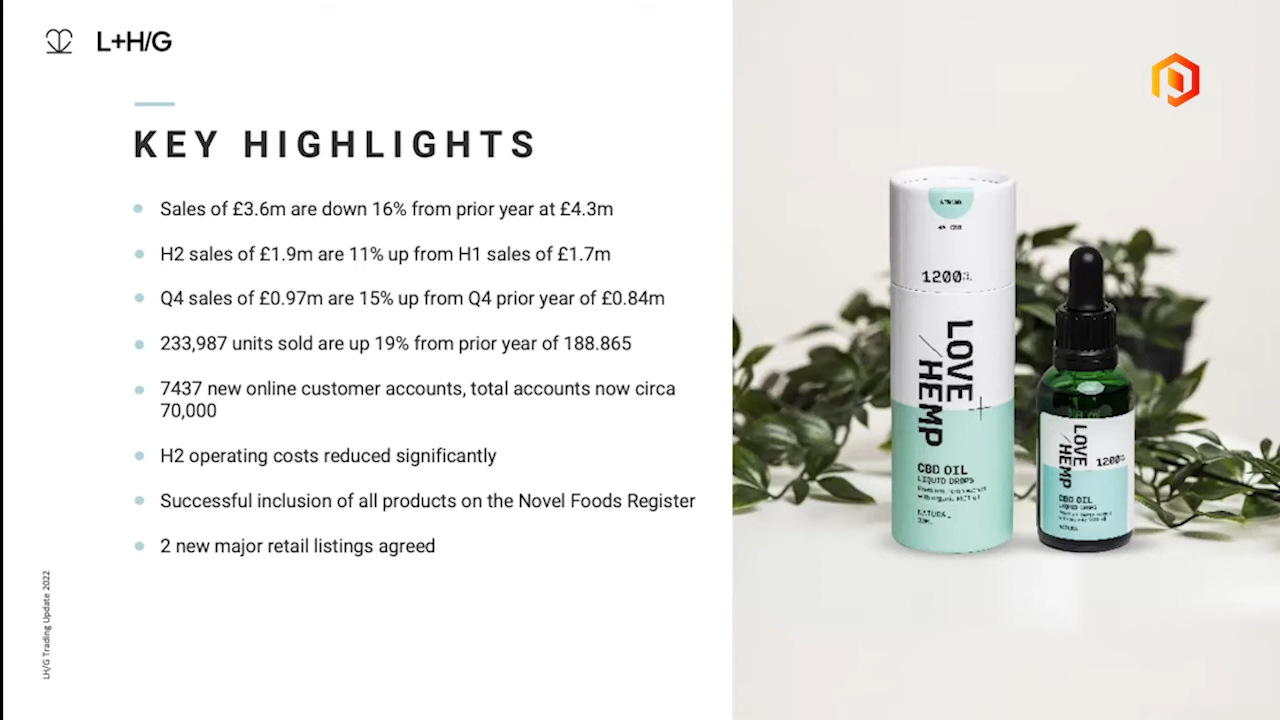 L+H/G
KEY HIGHLIGHTS
Sales of £3.6m are down 16% from prior year at £4.3m
H2 sales of £1.9m are 11% up from H1 sales of £1.7m
Q4 sales of £0.97m are 15% up from Q4 prior year of £0.84m
233,987 units sold are up 19% from prior year of 188.865
7437 new online customer accounts, total accounts now circa
70,000
H2 operating costs reduced significantly
Successful inclusion of all products on the Novel Foods Register
2 new major retail listings agreed
LH/G Trading Update 2022
1200
LOVE
/HEMP
CBD OIL
LIQUID DROPS
LOVE
/HEMP
1200
CBD OIL
LIQUID DROPS